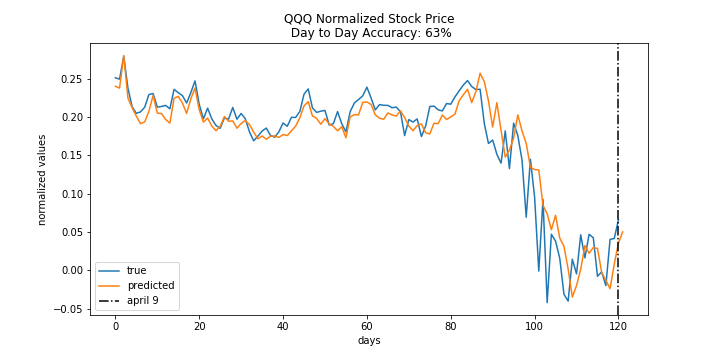 QQQ Normalized Stock Price
Day to Day Accuracy: 63%
normalized values
0.25
0.20
0.15
0.10
0.05
0.00
−0.05
true
predicted
april 9
0 20 40 60 80 100 120
days